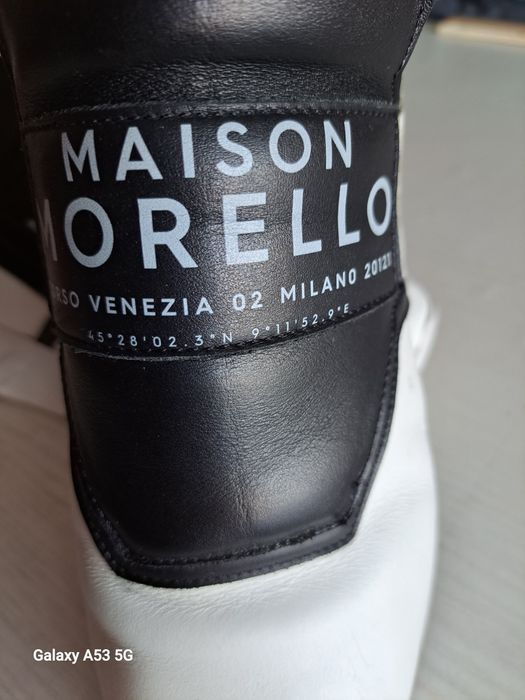 MAISON
MORELLO
VENEZIA 02 MILANO 20121
45°28'02.3"N 9°11'52.9"E
Galaxy A53 5G